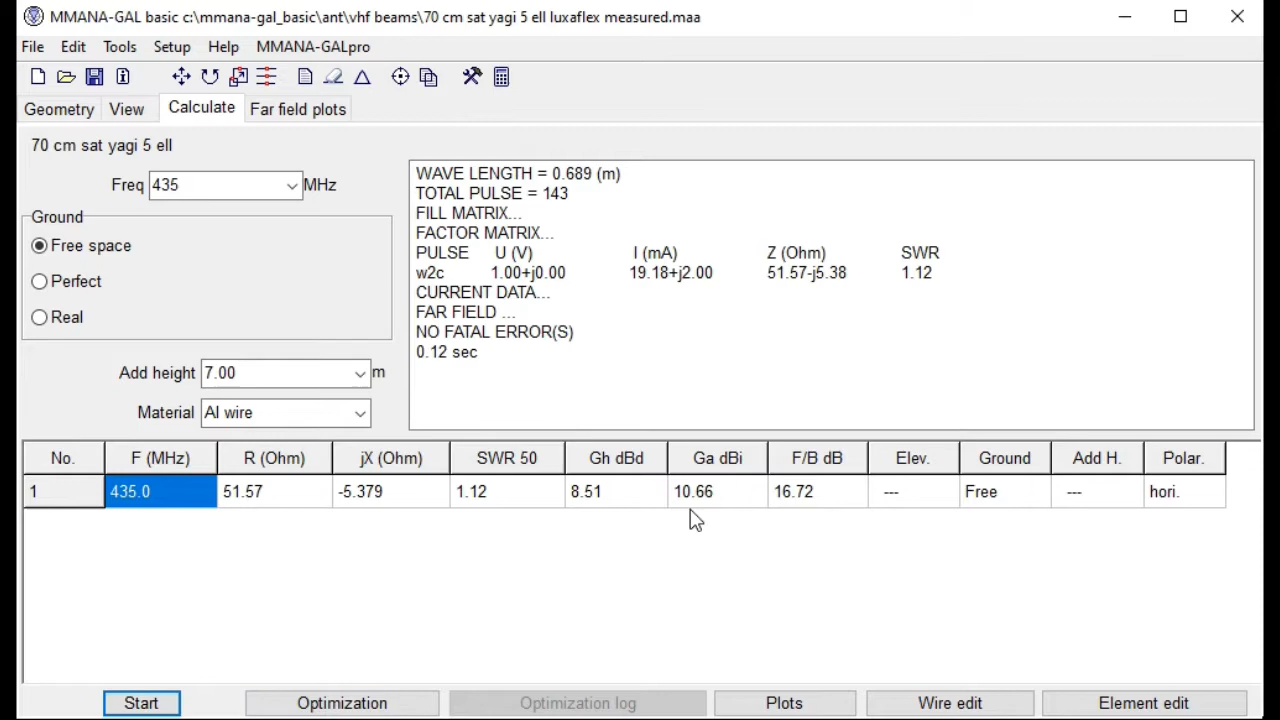 MMANA-GAL basic c:\mmana-gal_basic\ant\vhf beams\70 cm sat yagi 5 ell luxaflex measured.maa
File Edit Tools Setup Help MMANA-GALpro
Geometry View Calculate Far field plots
70 cm sat yagi 5 ell
Freq 435 MHz
Ground
Free space
Perfect
Real
Add height 7.00 m
Material Al wire
WAVE LENGTH = 0.689 (m)
TOTAL PULSE = 143
FILL MATRIX...
FACTOR MATRIX...
PULSE U (V) I (mA) Z (Ohm) SWR
w2c 1.00+j0.00 19.18+j2.00 51.57-j5.38 1.12
CURRENT DATA...
FAR FIELD ...
NO FATAL ERROR(S)
0.12 sec
No. F (MHz) R (Ohm) jX (Ohm) SWR 50 Gh dBd Ga dBi F/B dB Elev. Ground Add H. Polar.
1 435.0 51.57 -5.379 1.12 8.51 10.66 16.72 --- Free --- hori.
Start Optimization Optimization log Plots Wire edit Element edit